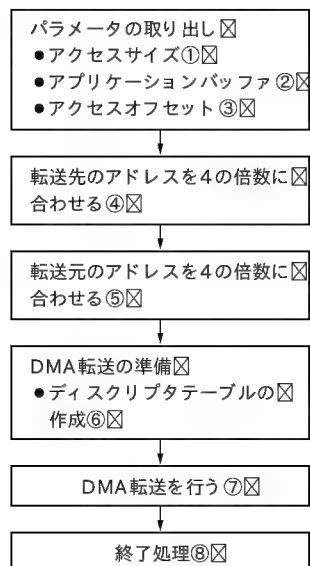 パラメータの取り出し☒
●アクセスサイズ①☒
●アプリケーションバッファ②☒
●アクセスオフセット③☒
転送先のアドレスを4の倍数に☒
合わせる④☒
転送元のアドレスを4の倍数に☒
合わせる⑤☒
DMA転送の準備☒
●ディスクリプタテーブルの☒
作成⑥☒
DMA転送を行う⑦☒
終了処理⑧☒